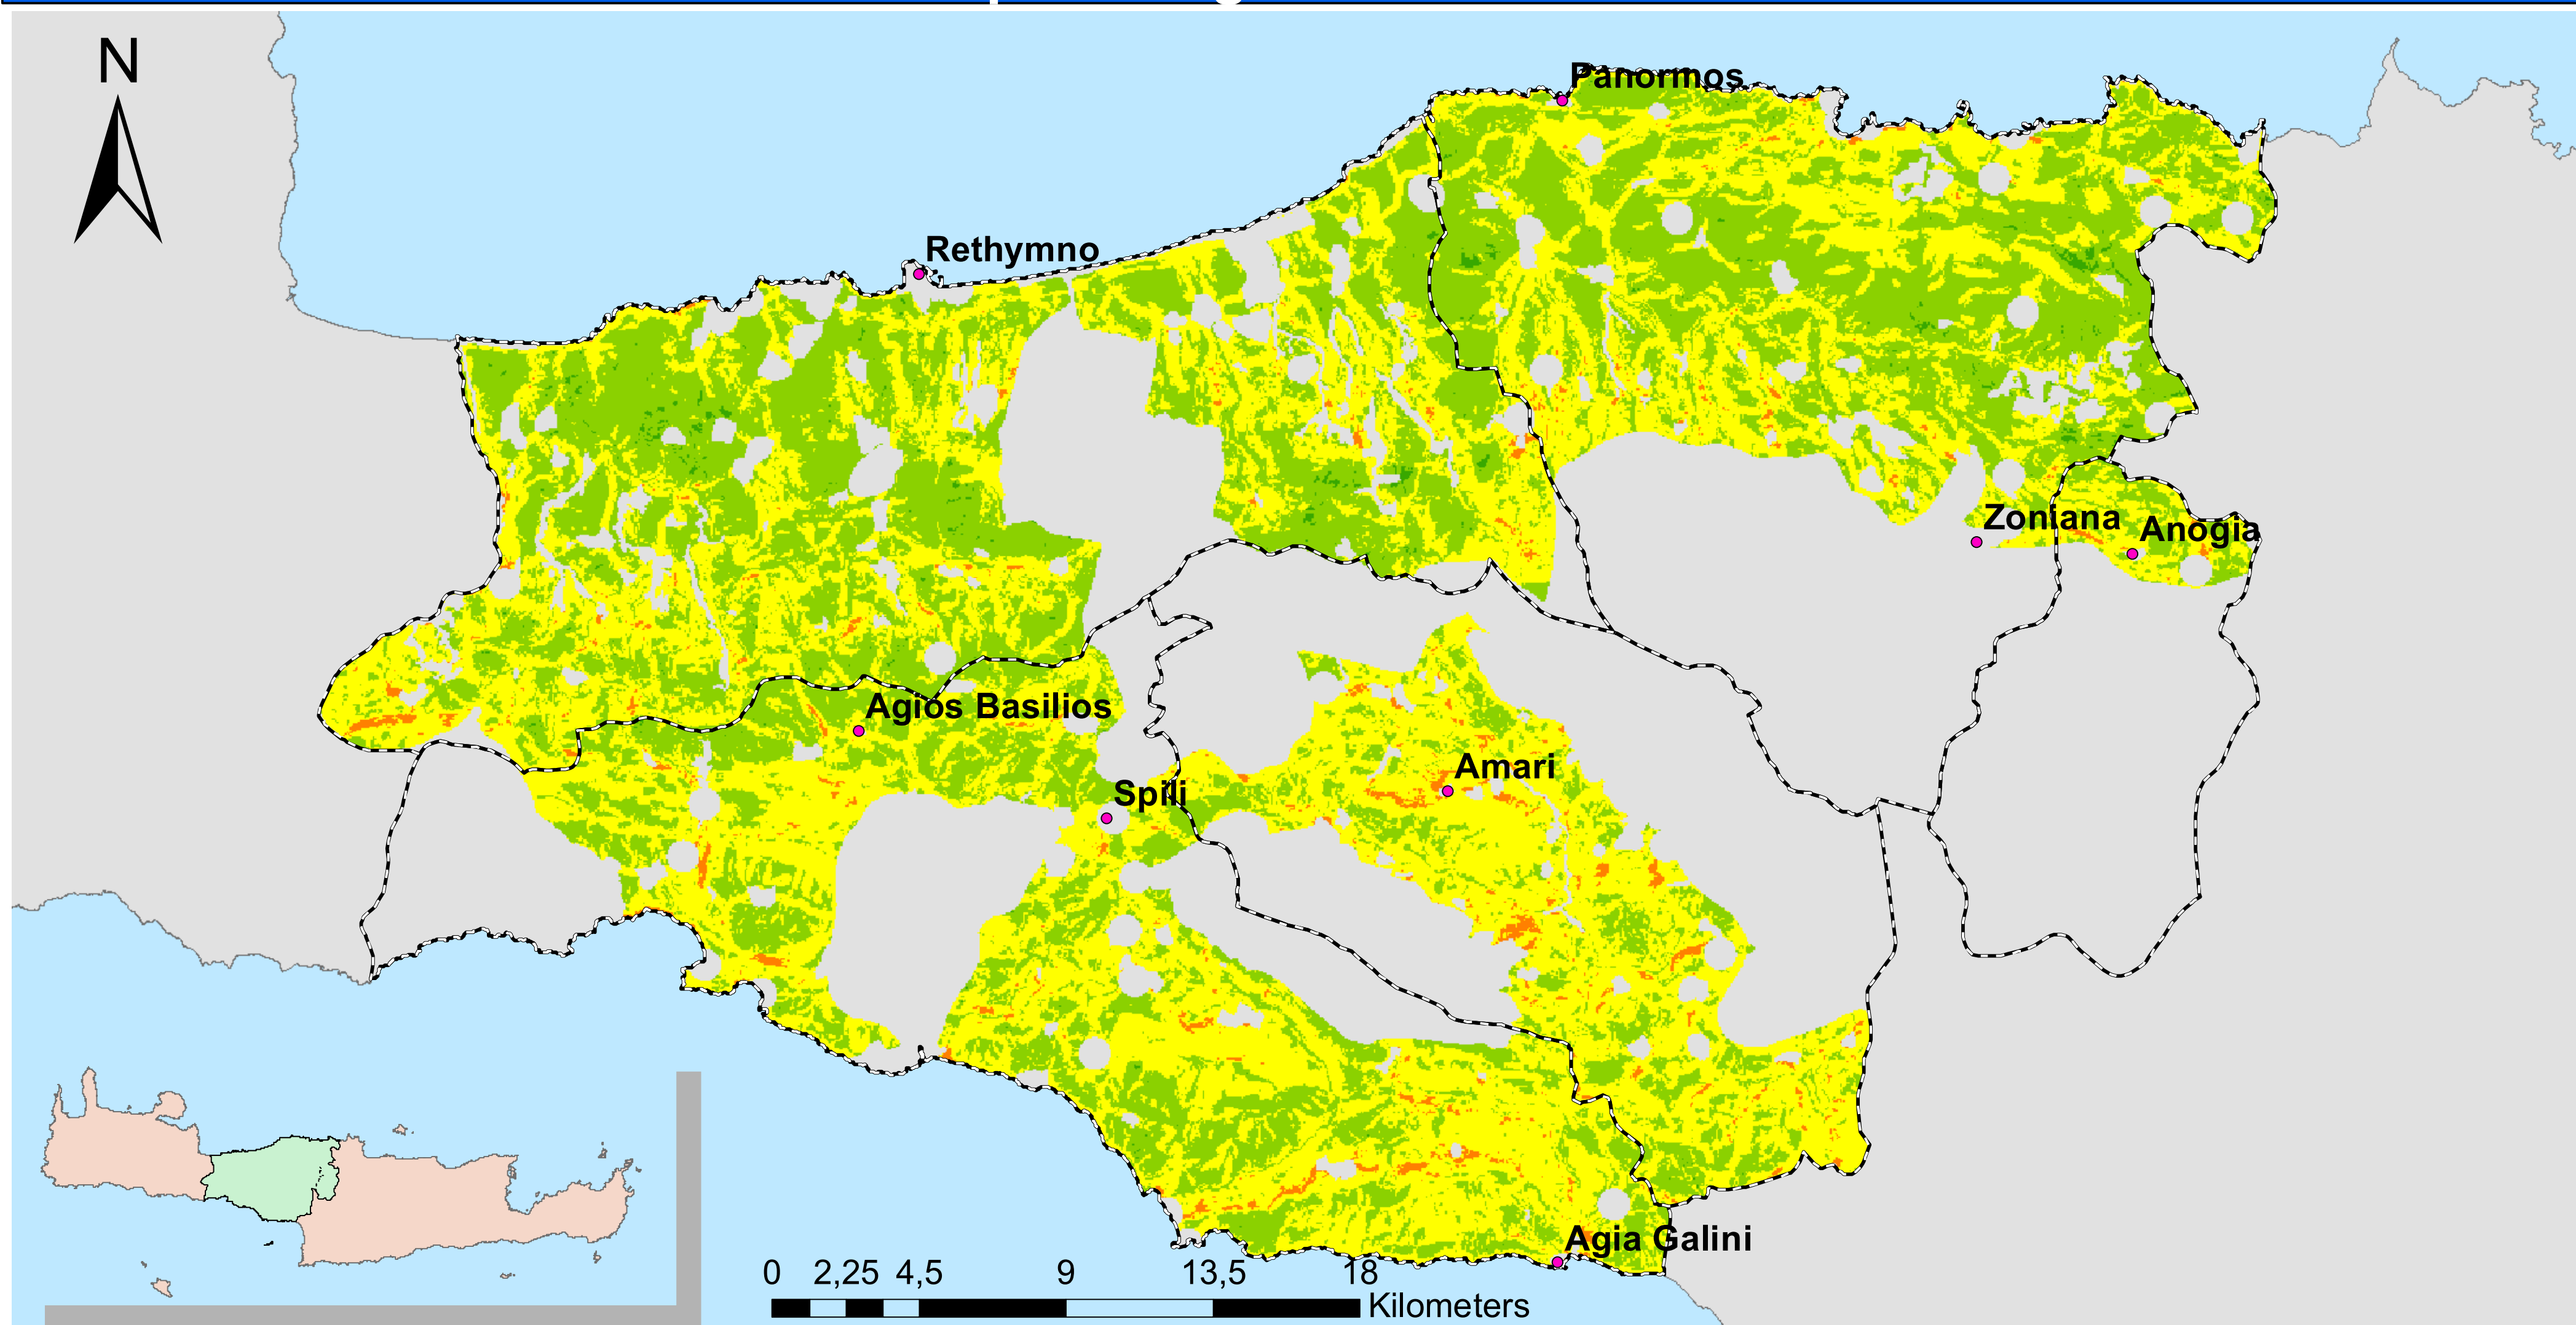 N
Panormos
Rethymno
Zoniana
Anogia
Agios Basilios
Amari
Spili
Agia Galini
0 2,25 4,5 9 13,5 18
Kilometers